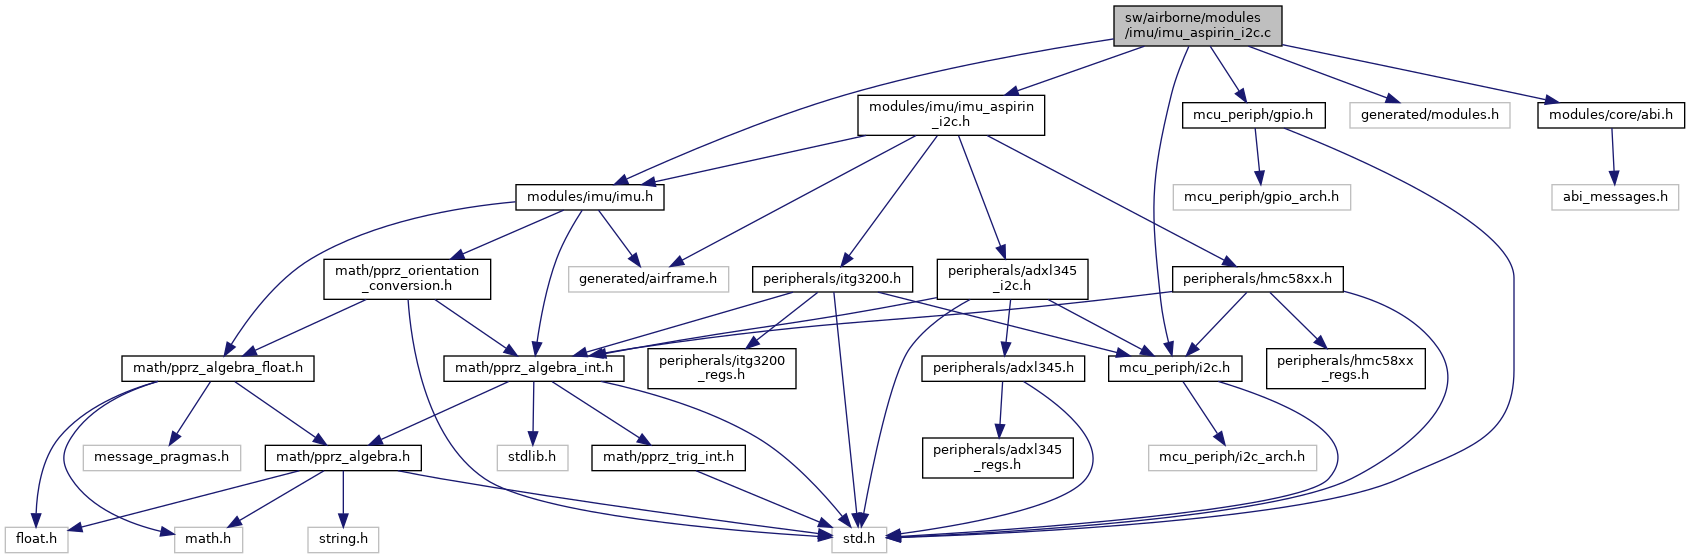 sw/airborne/modules
/imu/imu_aspirin_i2c.c
modules/imu/imu_aspirin
_i2c.h
mcu_periph/gpio.h
generated/modules.h
modules/core/abi.h
modules/imu/imu.h
mcu_periph/gpio_arch.h
abi_messages.h
math/pprz_orientation
_conversion.h
generated/airframe.h
peripherals/itg3200.h
peripherals/adxl345
_i2c.h
peripherals/hmc58xx.h
math/pprz_algebra_float.h
math/pprz_algebra_int.h
peripherals/itg3200
_regs.h
peripherals/adxl345.h
mcu_periph/i2c.h
peripherals/hmc58xx
_regs.h
message_pragmas.h
math/pprz_algebra.h
stdlib.h
math/pprz_trig_int.h
peripherals/adxl345
_regs.h
mcu_periph/i2c_arch.h
float.h
math.h
string.h
std.h